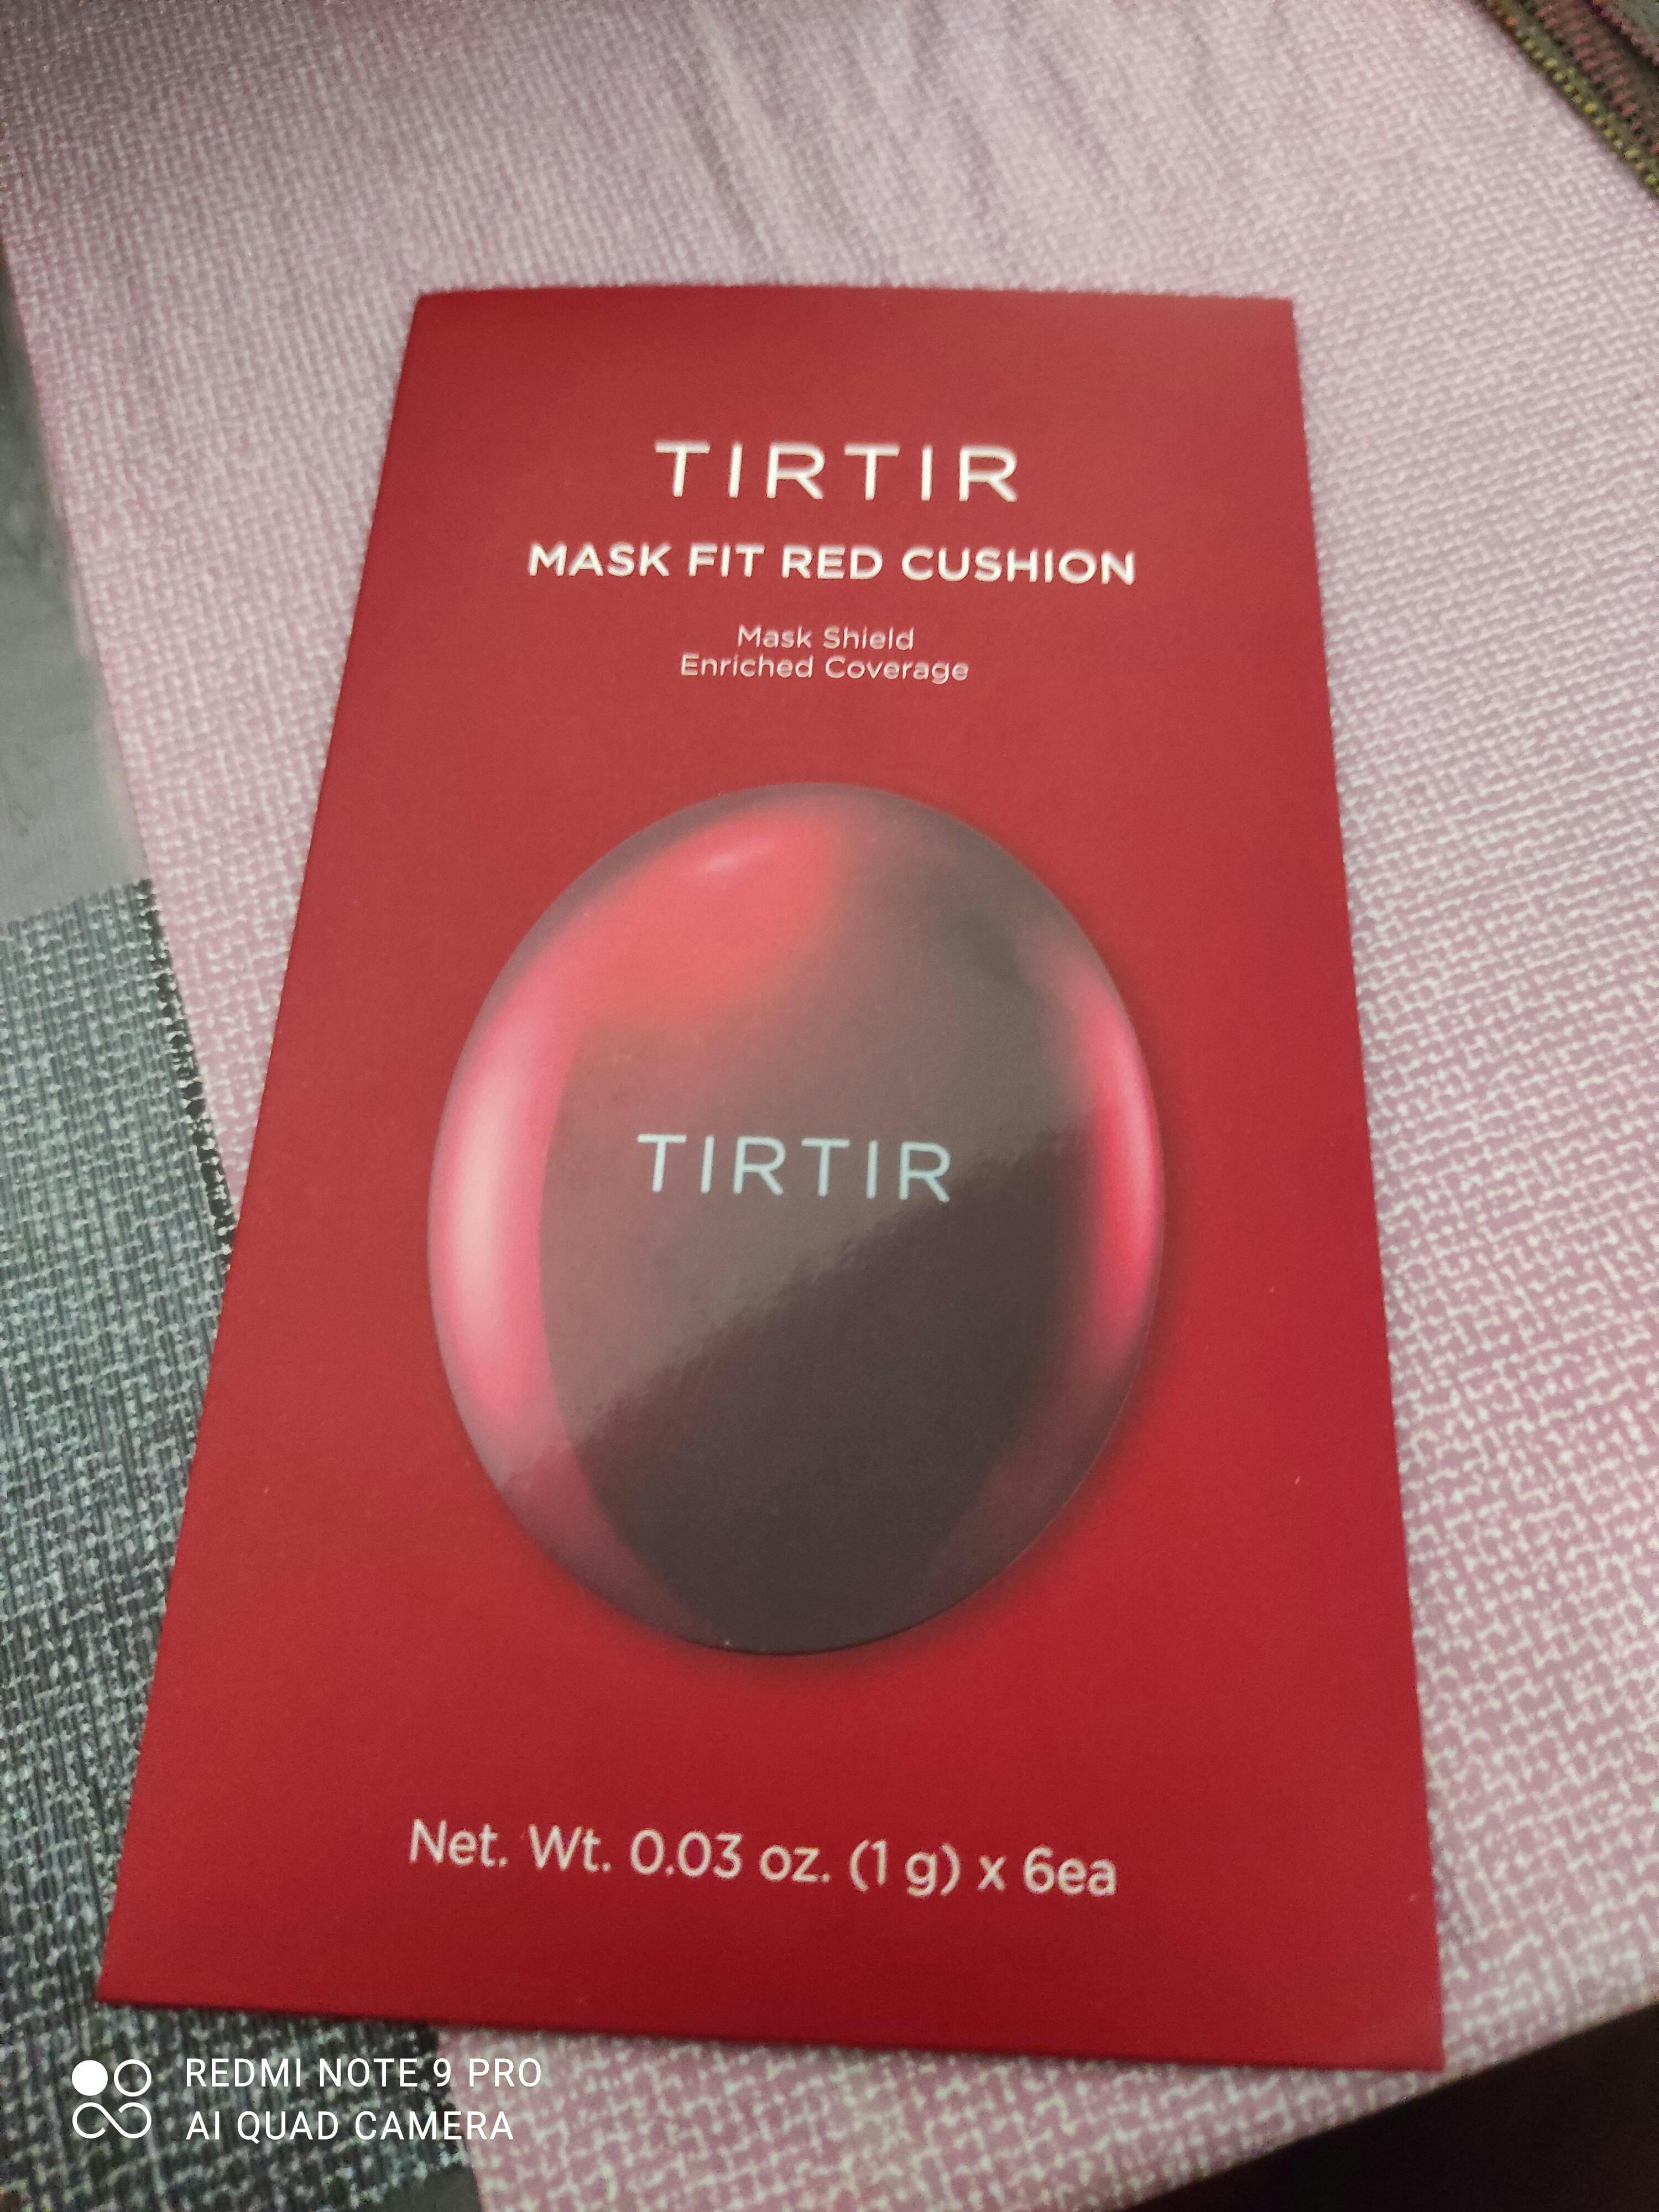 TIRTIR
MASK FIT RED CUSHION
Mask Shield
Enriched Coverage
TIRTIR
Net. Wt. 0.03 oz. (1 g) x 6ea
REDMI NOTE 9 PRO
AI QUAD CAMERA